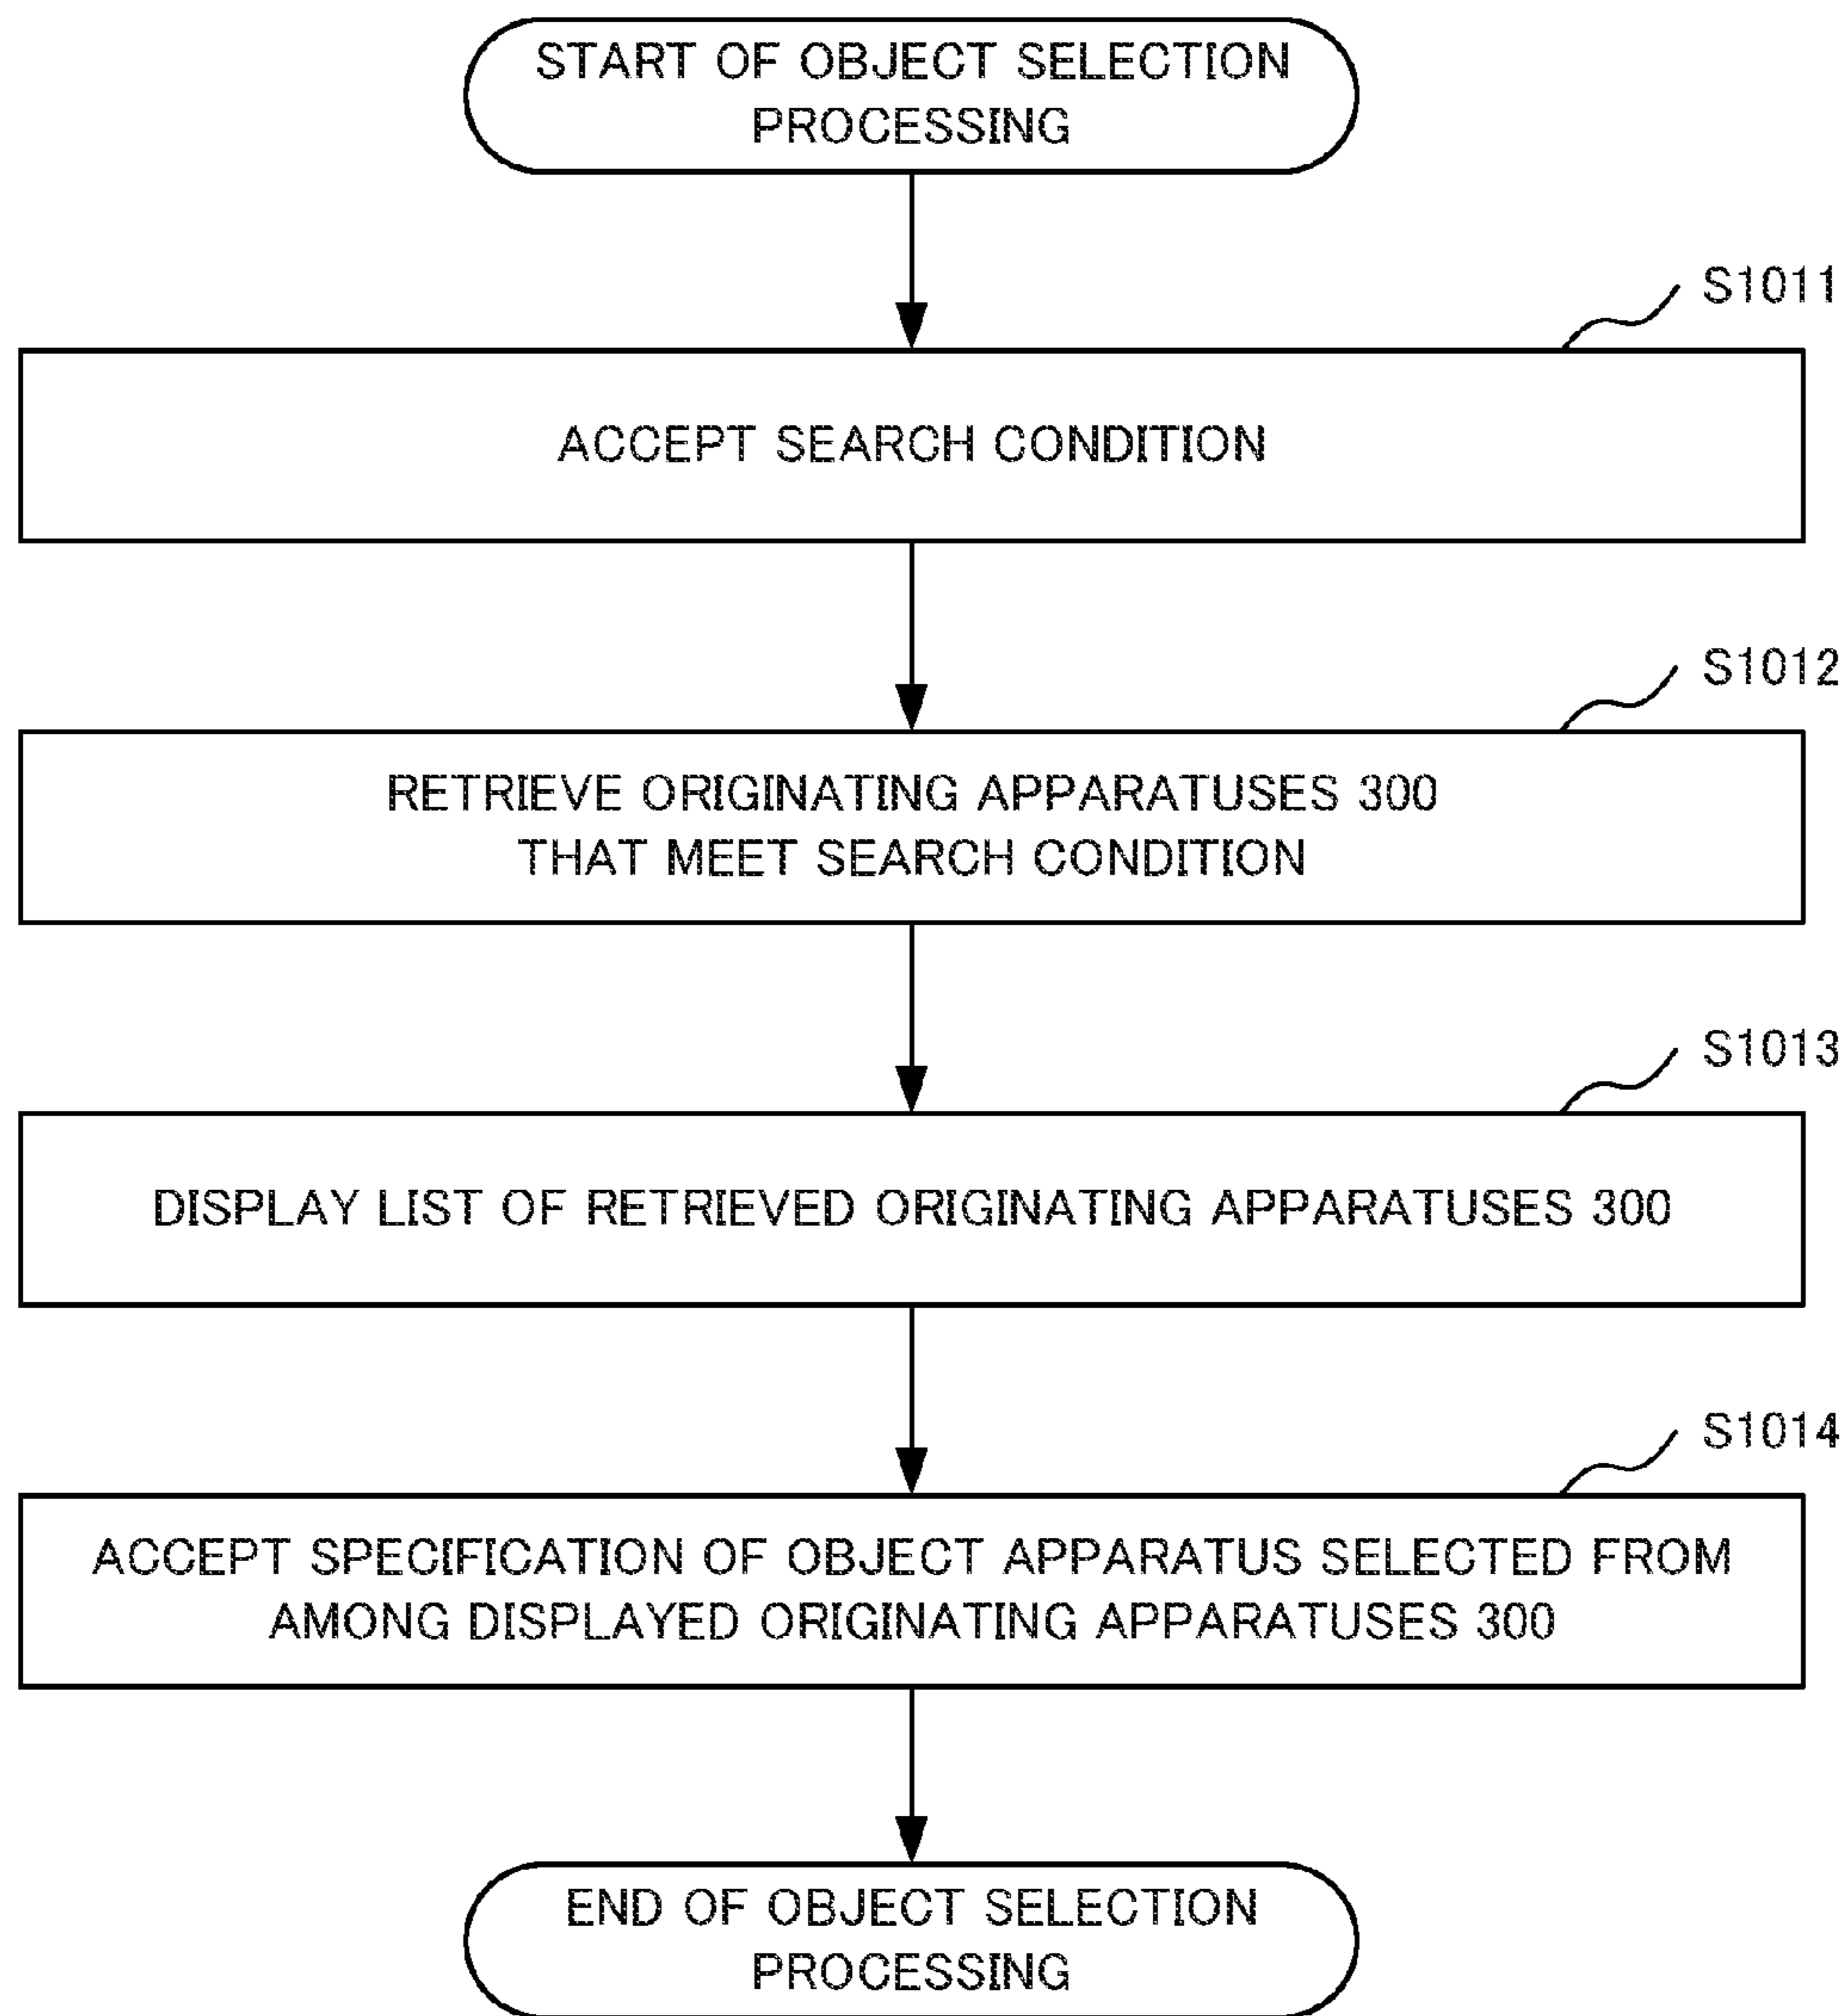 START OF OBJECT SELECTION
PROCESSING
S1011
ACCEPT SEARCH CONDITION
S1012
RETRIEVE ORIGINATING APPARATUSES 300
THAT MEET SEARCH CONDITION
S1013
DISPLAY LIST OF RETRIEVED ORIGINATING APPARATUSES 300
S1014
ACCEPT SPECIFICATION OF OBJECT APPARATUS SELECTED FROM
AMONG DISPLAYED ORIGINATING APPARATUSES 300
END OF OBJECT SELECTION
PROCESSING